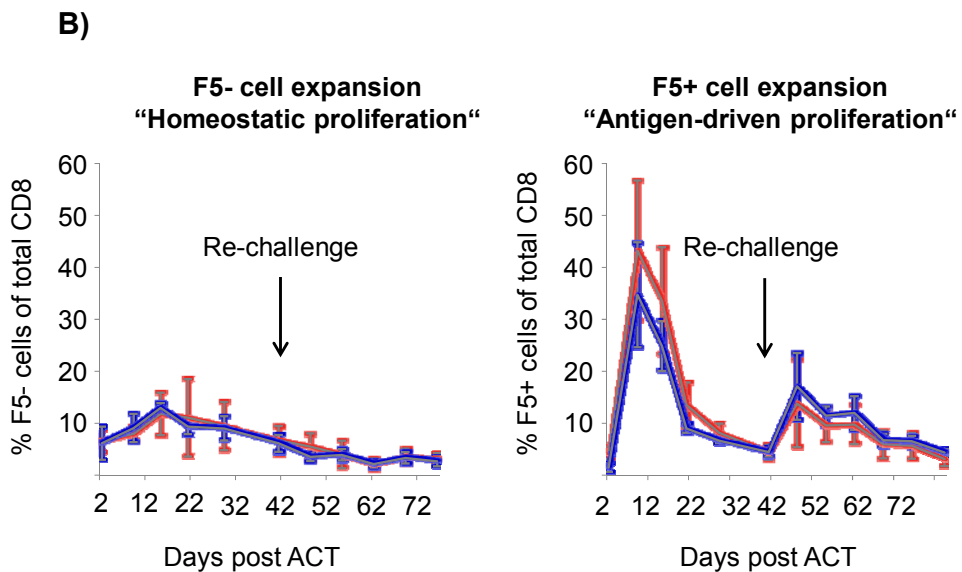 B)
F5- cell expansion
“Homeostatic proliferation“
% F5- cells of total CD8
60
50
40
30
20
10
Re-challenge
2 12 22 32 42 52 62 72
Days post ACT
F5+ cell expansion
“Antigen-driven proliferation“
% F5+ cells of total CD8
60
50
40
30
20
10
Re-challenge
2 12 22 32 42 52 62 72
Days post ACT